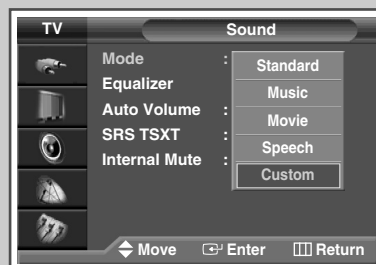 TV Sound
Mode :
Equalizer
Auto Volume :
SRS TSXT :
Internal Mute :
Standard
Music
Movie
Speech
Custom
Move Enter Return